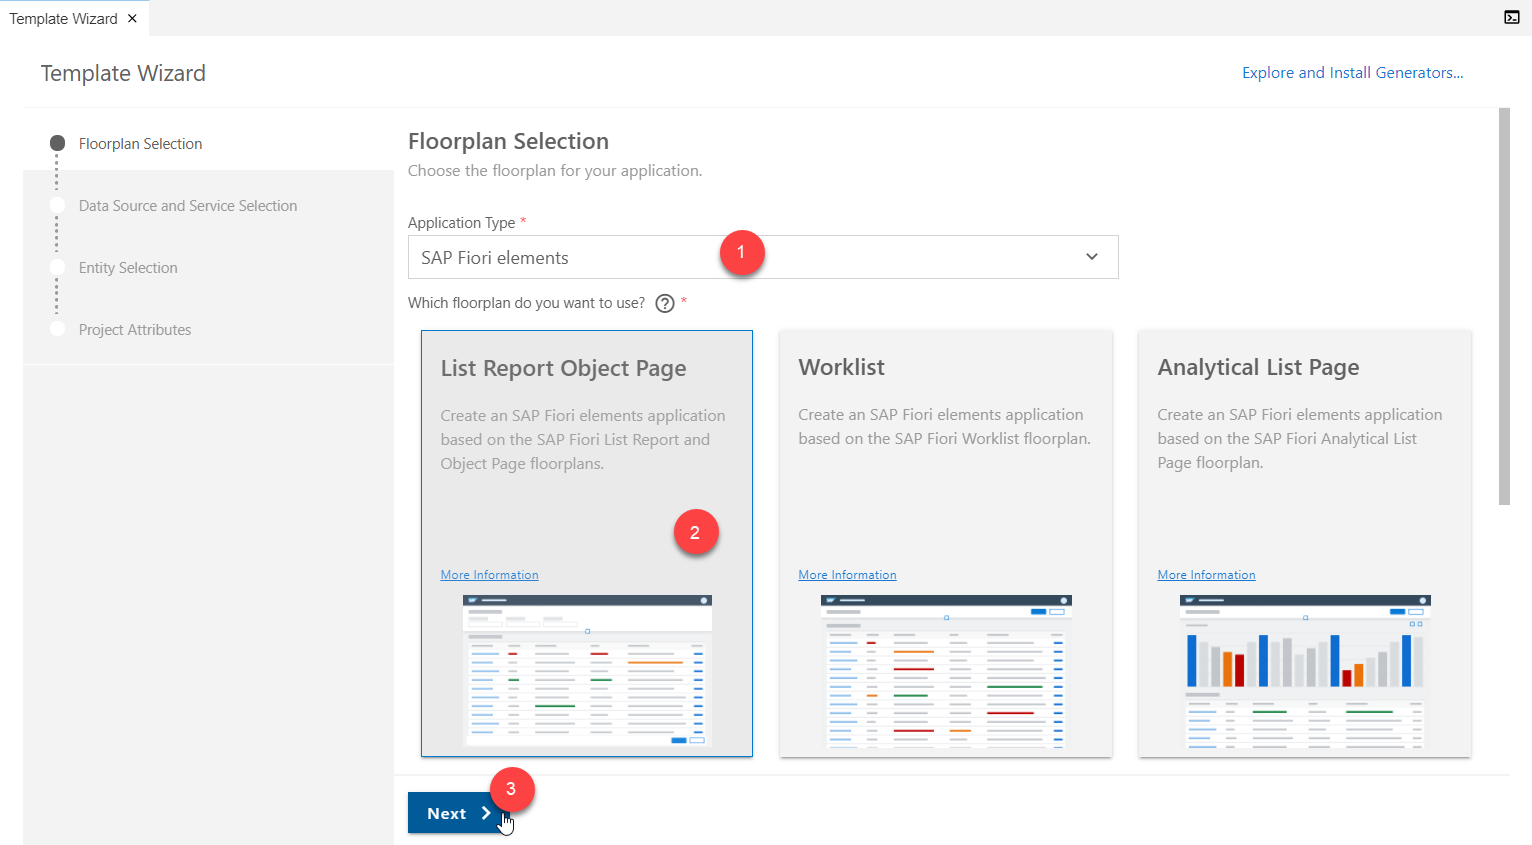 Template Wizard
Template Wizard
Explore and Install Generators...
Floorplan Selection
Data Source and Service Selection
Entity Selection
Project Attributes
Floorplan Selection
Choose the floorplan for your application.
Application Type *
SAP Fiori elements
1
Which floorplan do you want to use? ? *
List Report Object Page
Create an SAP Fiori elements application
based on the SAP Fiori List Report and
Object Page floorplans.
2
More Information
Worklist
Create an SAP Fiori elements application
based on the SAP Fiori Worklist floorplan.
More Information
Analytical List Page
Create an SAP Fiori elements application
based on the SAP Fiori Analytical List
Page floorplan.
More Information
Next
3